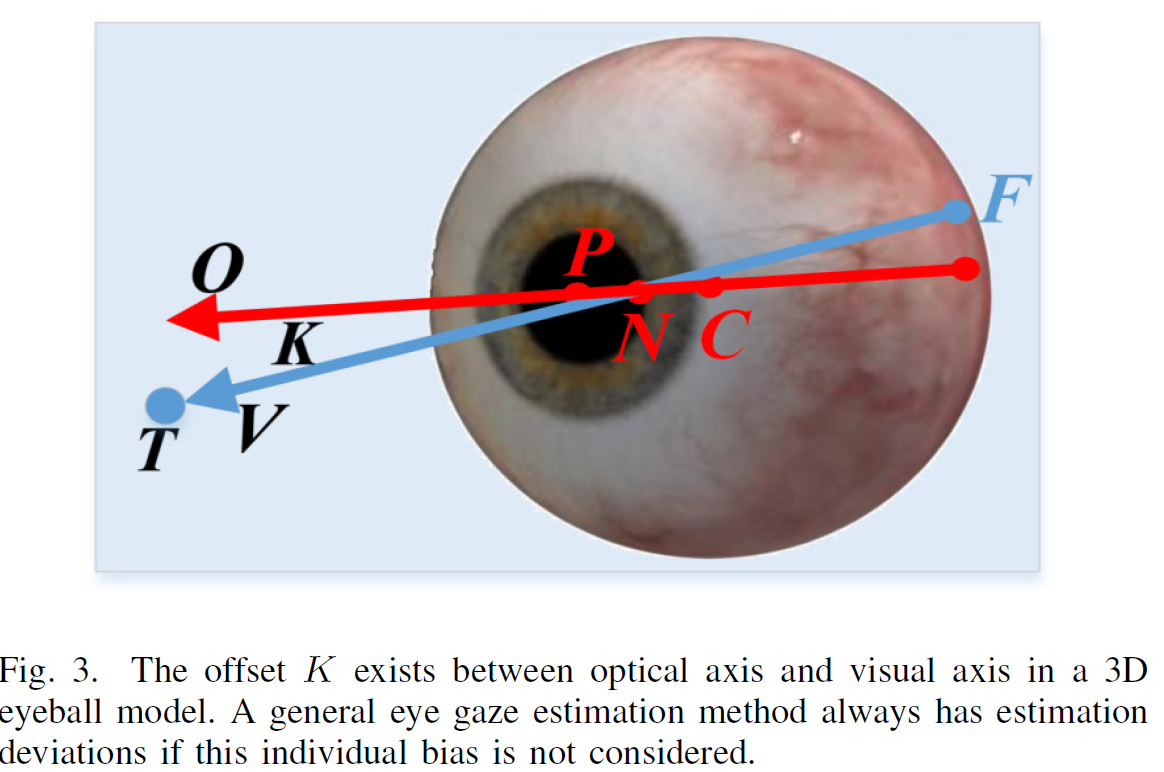 F
O
P
K
N C
V
T
Fig. 3. The offset K exists between optical axis and visual axis in a 3D
eyeball model. A general eye gaze estimation method always has estimation
deviations if this individual bias is not considered.